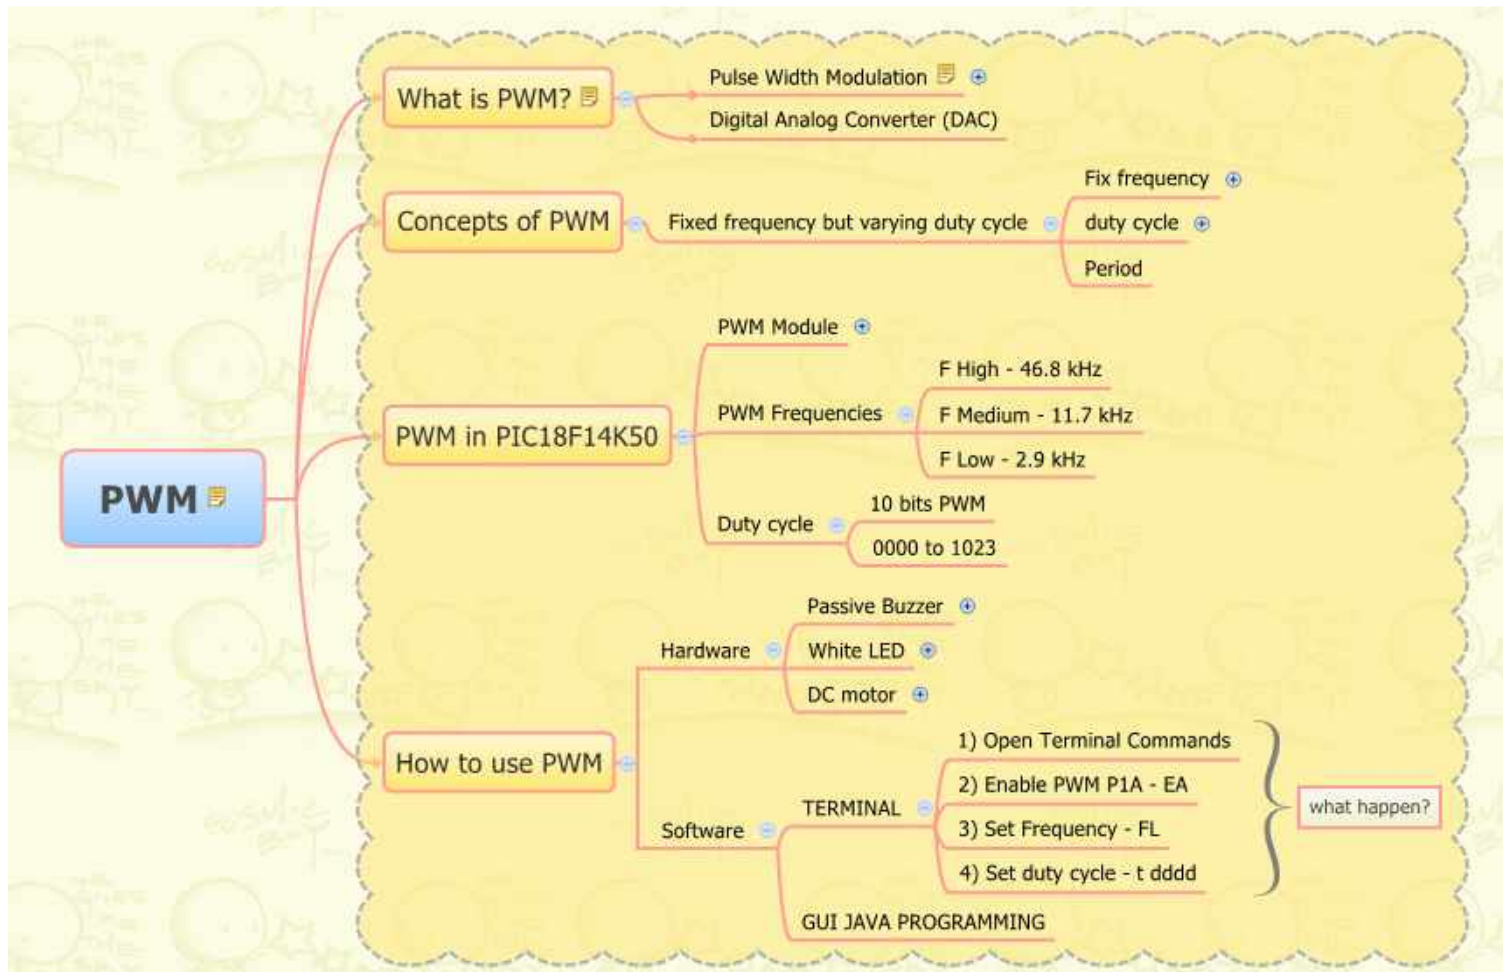 PWM
What is PWM?
Pulse Width Modulation
Digital Analog Converter (DAC)
Concepts of PWM
Fixed frequency but varying duty cycle
Fix frequency
duty cycle
Period
PWM in PIC18F14K50
PWM Module
PWM Frequencies
F High - 46.8 kHz
F Medium - 11.7 kHz
F Low - 2.9 kHz
Duty cycle
10 bits PWM
0000 to 1023
How to use PWM
Hardware
Passive Buzzer
White LED
DC motor
Software
TERMINAL
1) Open Terminal Commands
2) Enable PWM P1A - EA
3) Set Frequency - FL
4) Set duty cycle - t dddd
what happen?
GUI JAVA PROGRAMMING